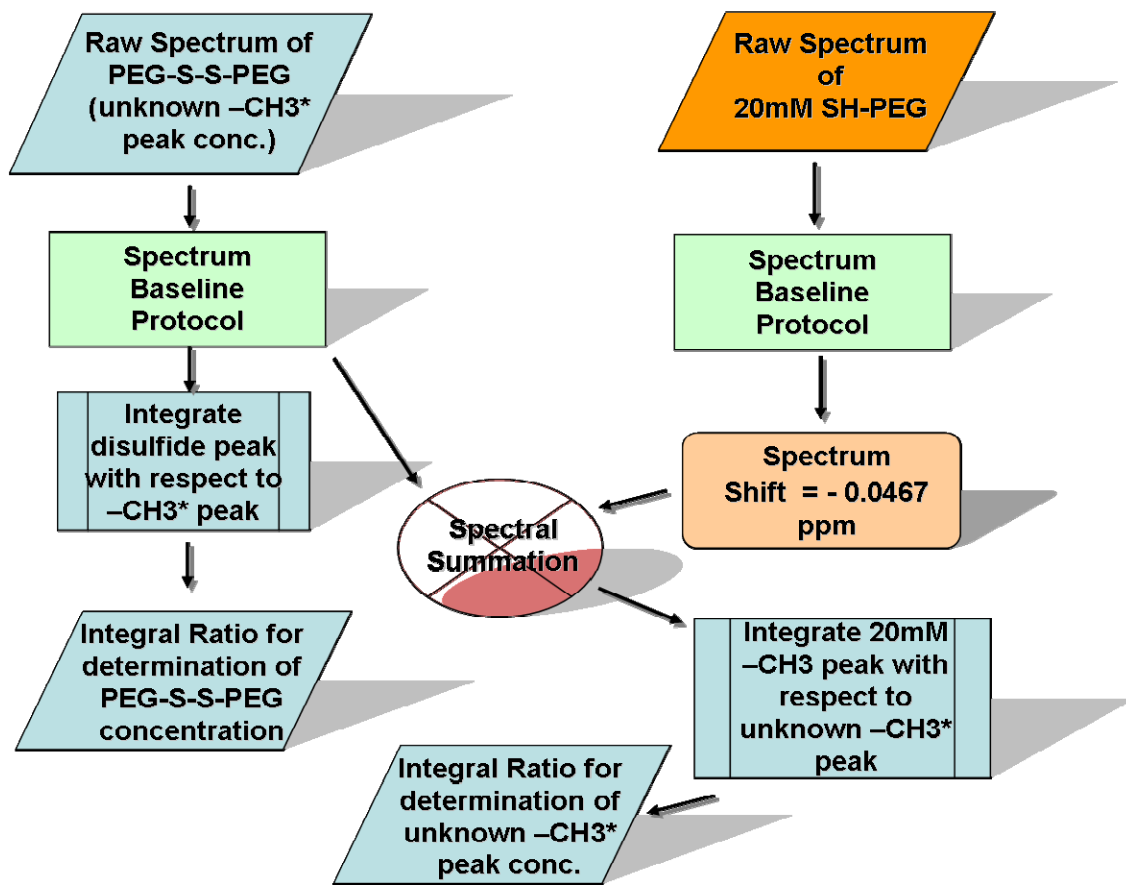 Raw Spectrum of
PEG-S-S-PEG
(unknown –CH3*
peak conc.)
Raw Spectrum
of
20mM SH-PEG
Spectrum
Baseline
Protocol
Spectrum
Baseline
Protocol
Integrate
disulfide peak
with respect to
–CH3* peak
Spectrum
Shift = - 0.0467
ppm
Spectral
Summation
Integral Ratio for
determination of
PEG-S-S-PEG
concentration
Integrate 20mM
–CH3 peak with
respect to
unknown –CH3*
peak
Integral Ratio for
determination of
unknown –CH3*
peak conc.